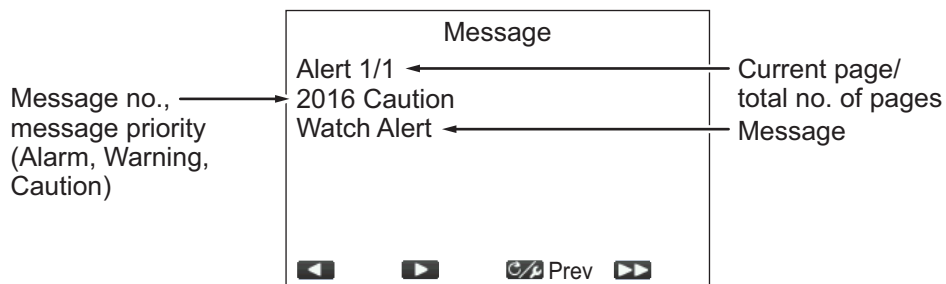 Message
Alert 1/1
2016 Caution
Watch Alert
Prev
Message no.,
message priority
(Alarm, Warning,
Caution)
Current page/
total no. of pages
Message